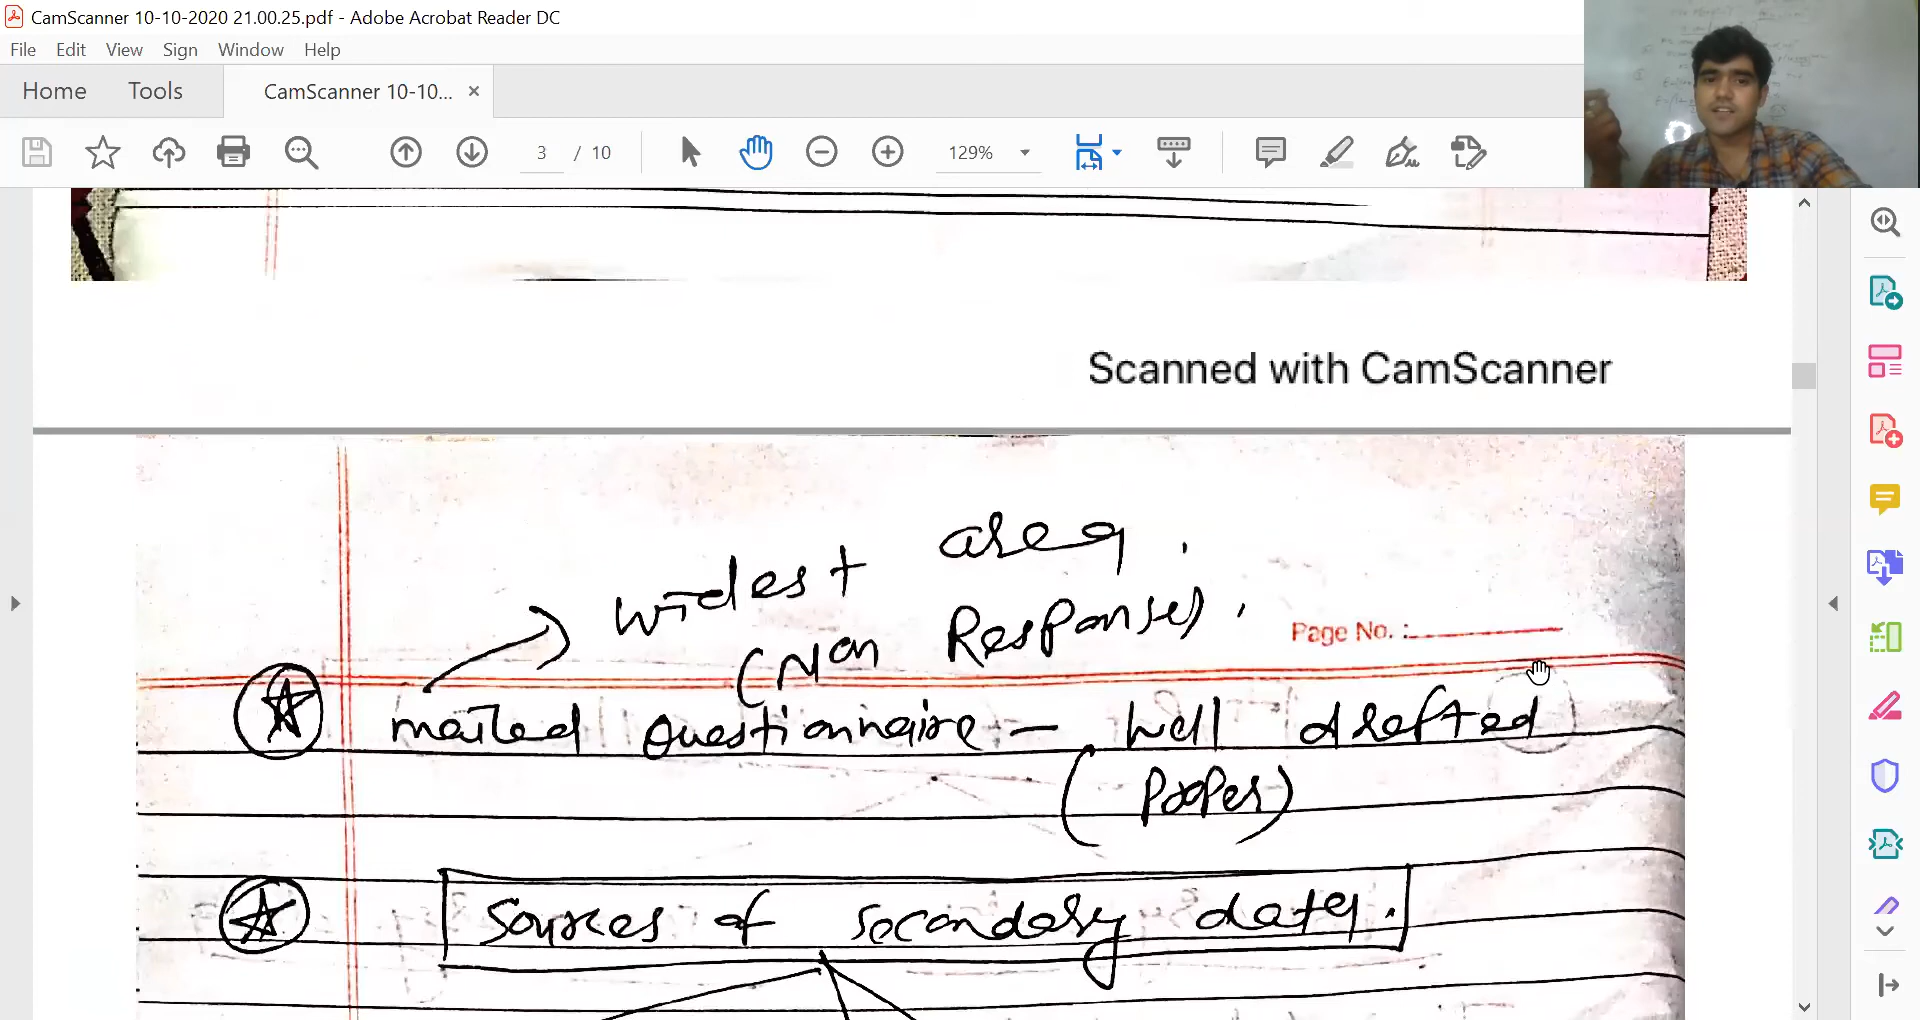 CamScanner 10-10-2020 21.00.25.pdf - Adobe Acrobat Reader DC
File Edit View Sign Window Help
Home Tools CamScanner 10-10... ×
3 / 10 129%
Scanned with CamScanner
widest area.
(Non Responses).
Page No. :
mailed Questionnaire – well drafted
(Proper)
Sources of secondary data.